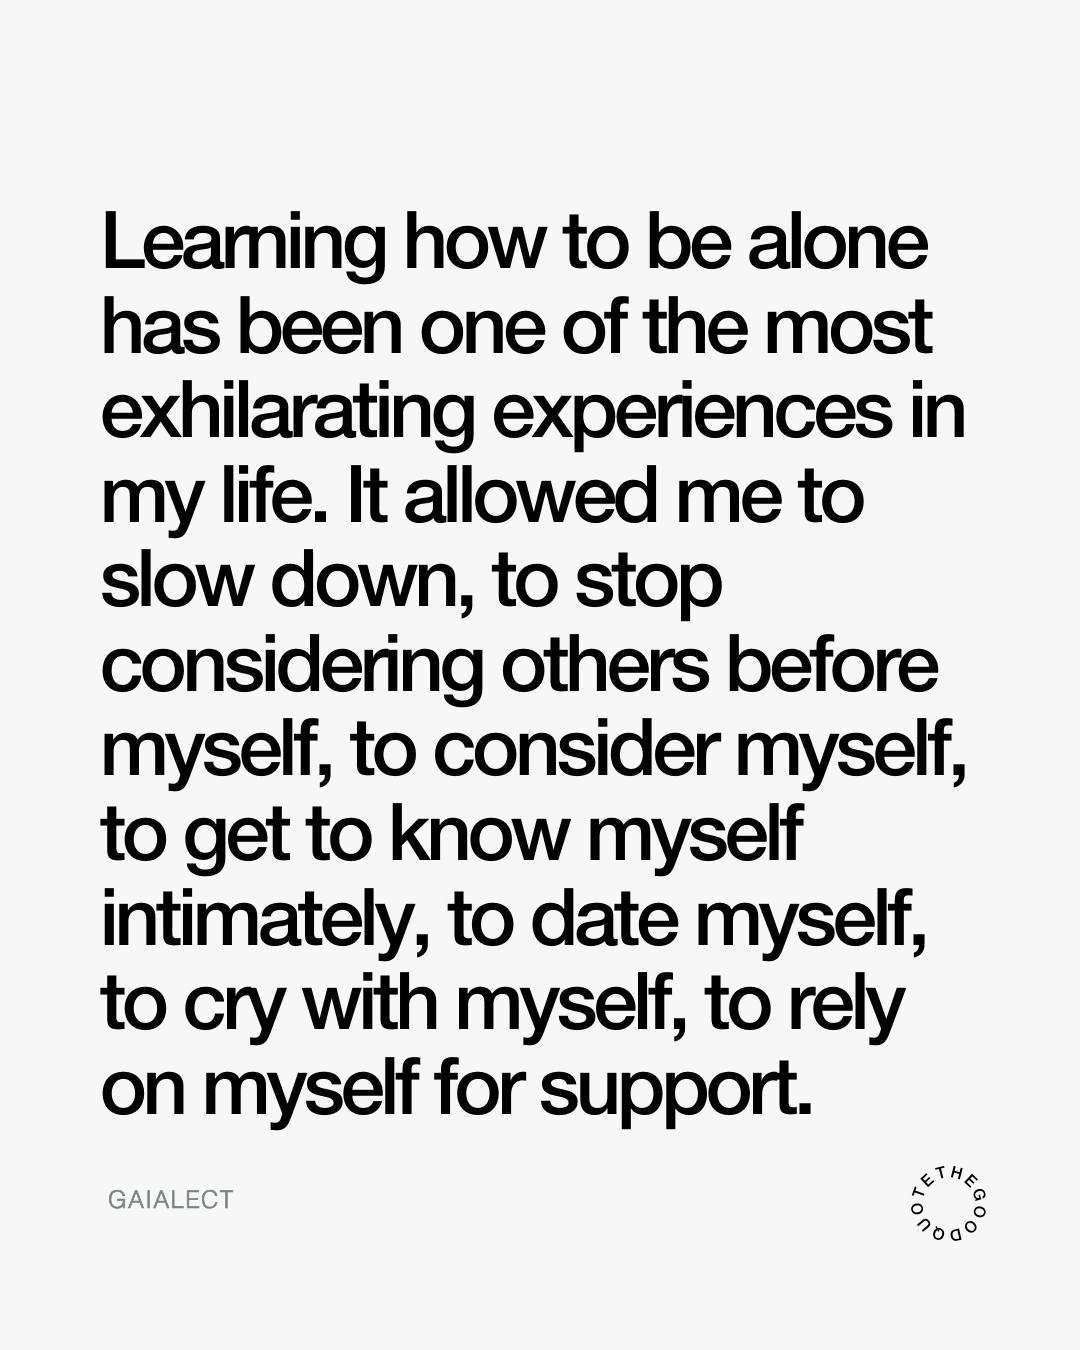 Learning how to be alone
has been one of the most
exhilarating experiences in
my life. It allowed me to
slow down, to stop
considering others before
myself, to consider myself,
to get to know myself
intimately, to date myself,
to cry with myself, to rely
on myself for support.
GAIALECT
THEGOODQUOTE